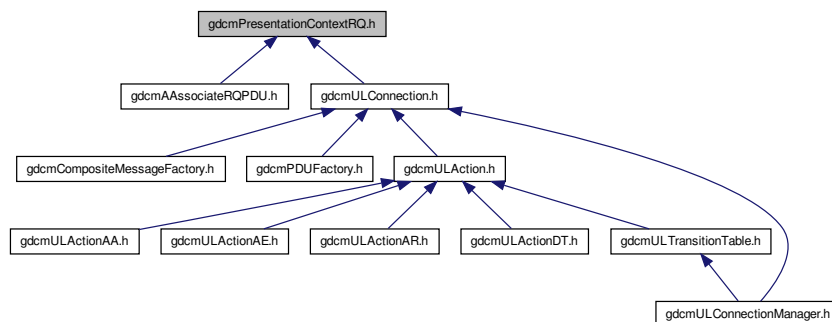 gdcmPresentationContextRQ.h
gdcmAAssociateRQPDU.h
gdcmULConnection.h
gdcmCompositeMessageFactory.h
gdcmPDUFactory.h
gdcmULAction.h
gdcmULActionAA.h
gdcmULActionAE.h
gdcmULActionAR.h
gdcmULActionDT.h
gdcmULTransitionTable.h
gdcmULConnectionManager.h